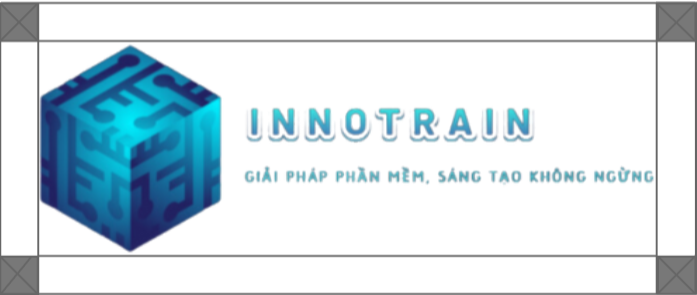 INNOTRAIN
GIẢI PHÁP PHẦN MỀM, SÁNG TẠO KHÔNG NGỪNG